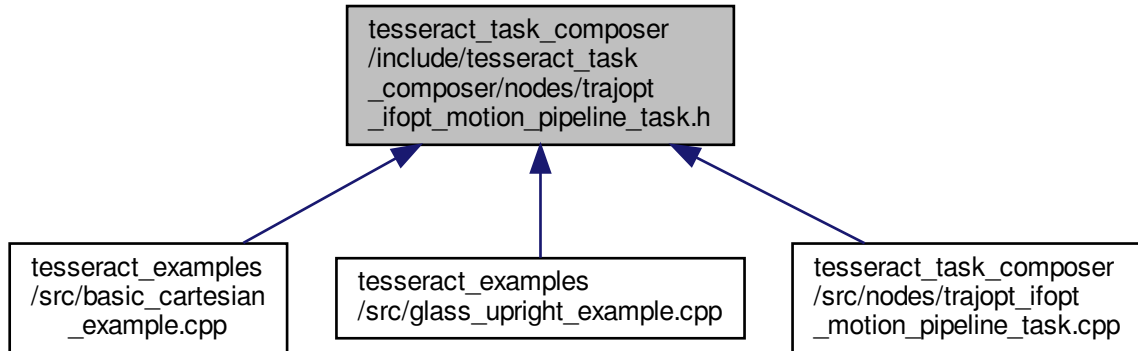 tesseract_task_composer
/include/tesseract_task
_composer/nodes/trajopt
_ifopt_motion_pipeline_task.h
tesseract_examples
/src/basic_cartesian
_example.cpp
tesseract_examples
/src/glass_upright_example.cpp
tesseract_task_composer
/src/nodes/trajopt_ifopt
_motion_pipeline_task.cpp